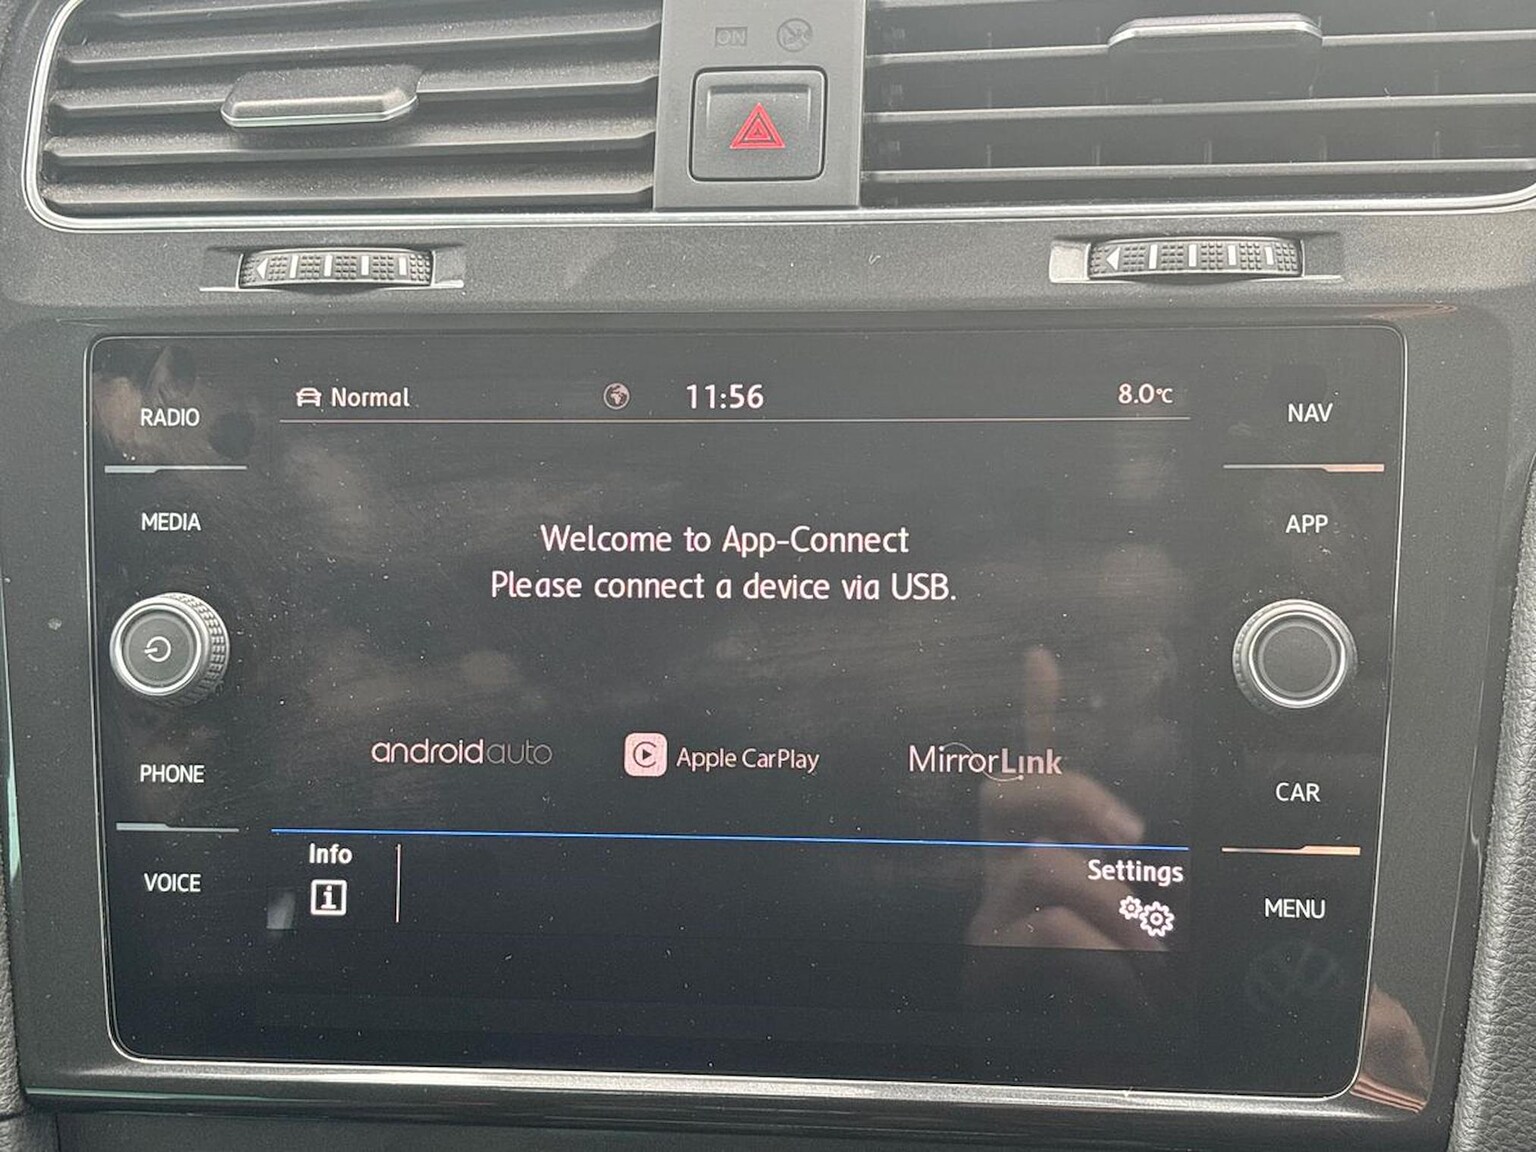 ON
RADIO
Normal
11:56
8.0°C
NAV
MEDIA
APP
Welcome to App-Connect
Please connect a device via USB.
androidauto
Apple CarPlay
MirrorLink
PHONE
CAR
Info
Settings
VOICE
MENU